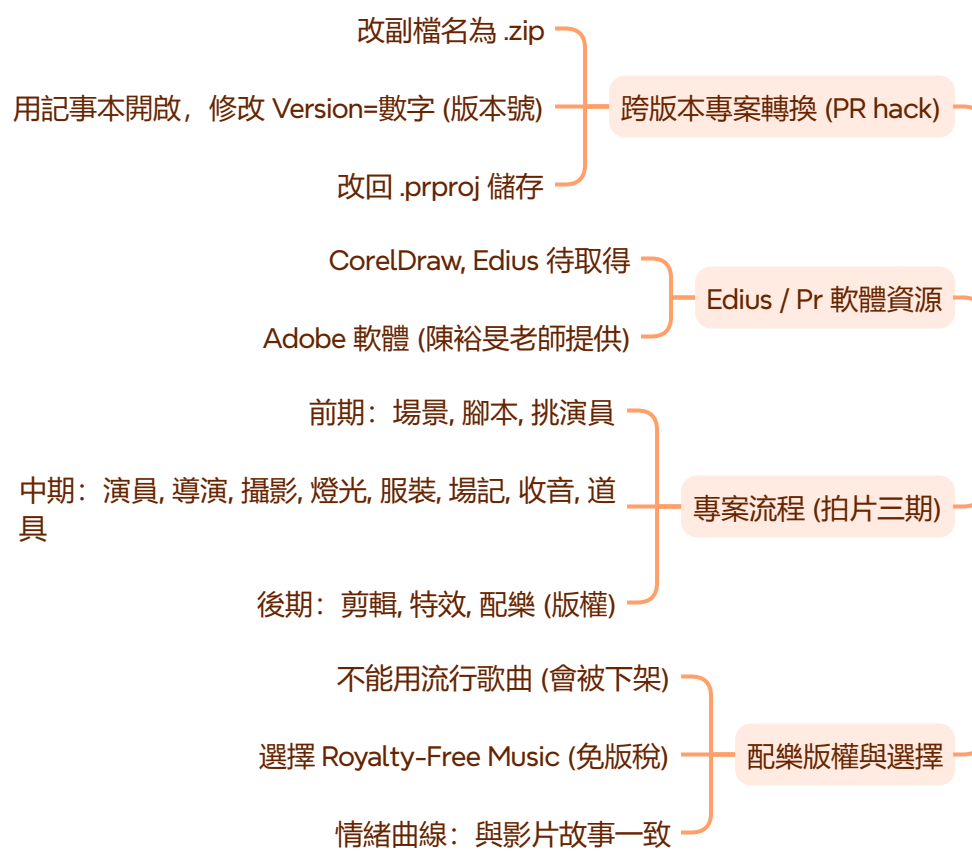 改副檔名為 .zip
用記事本開啟，修改 Version=數字 (版本號)
改回 .prproj 儲存
跨版本專案轉換 (PR hack)
CorelDraw, Edius 待取得
Adobe 軟體 (陳裕旻老師提供)
Edius / Pr 軟體資源
前期：場景, 腳本, 挑演員
中期：演員, 導演, 攝影, 燈光, 服裝, 場記, 收音, 道
具
後期：剪輯, 特效, 配樂 (版權)
專案流程 (拍片三期)
不能用流行歌曲 (會被下架)
選擇 Royalty-Free Music (免版稅)
情緒曲線：與影片故事一致
配樂版權與選擇